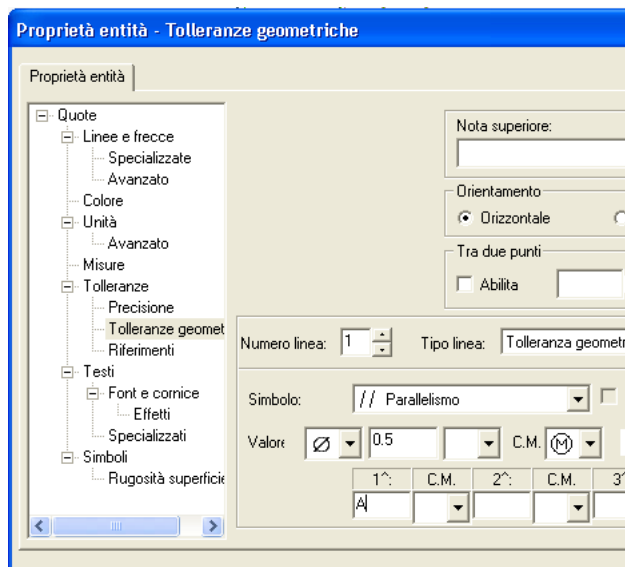 Proprietà entità - Tolleranze geometriche
Proprietà entità
Quote
Linee e frecce
Specializzate
Avanzato
Colore
Unità
Avanzato
Misure
Tolleranze
Precisione
Tolleranze geomet
Riferimenti
Testi
Font e cornice
Effetti
Specializzati
Simboli
Rugosità superficie
Nota superiore:
Orientamento
Orizzontale
Tra due punti
Abilita
Numero linea: 1 Tipo linea: Tolleranza geometr
Simbolo: // Parallelismo
Valore Ø 0.5 C.M. Ⓜ
1^: C.M. 2^: C.M. 3^
A